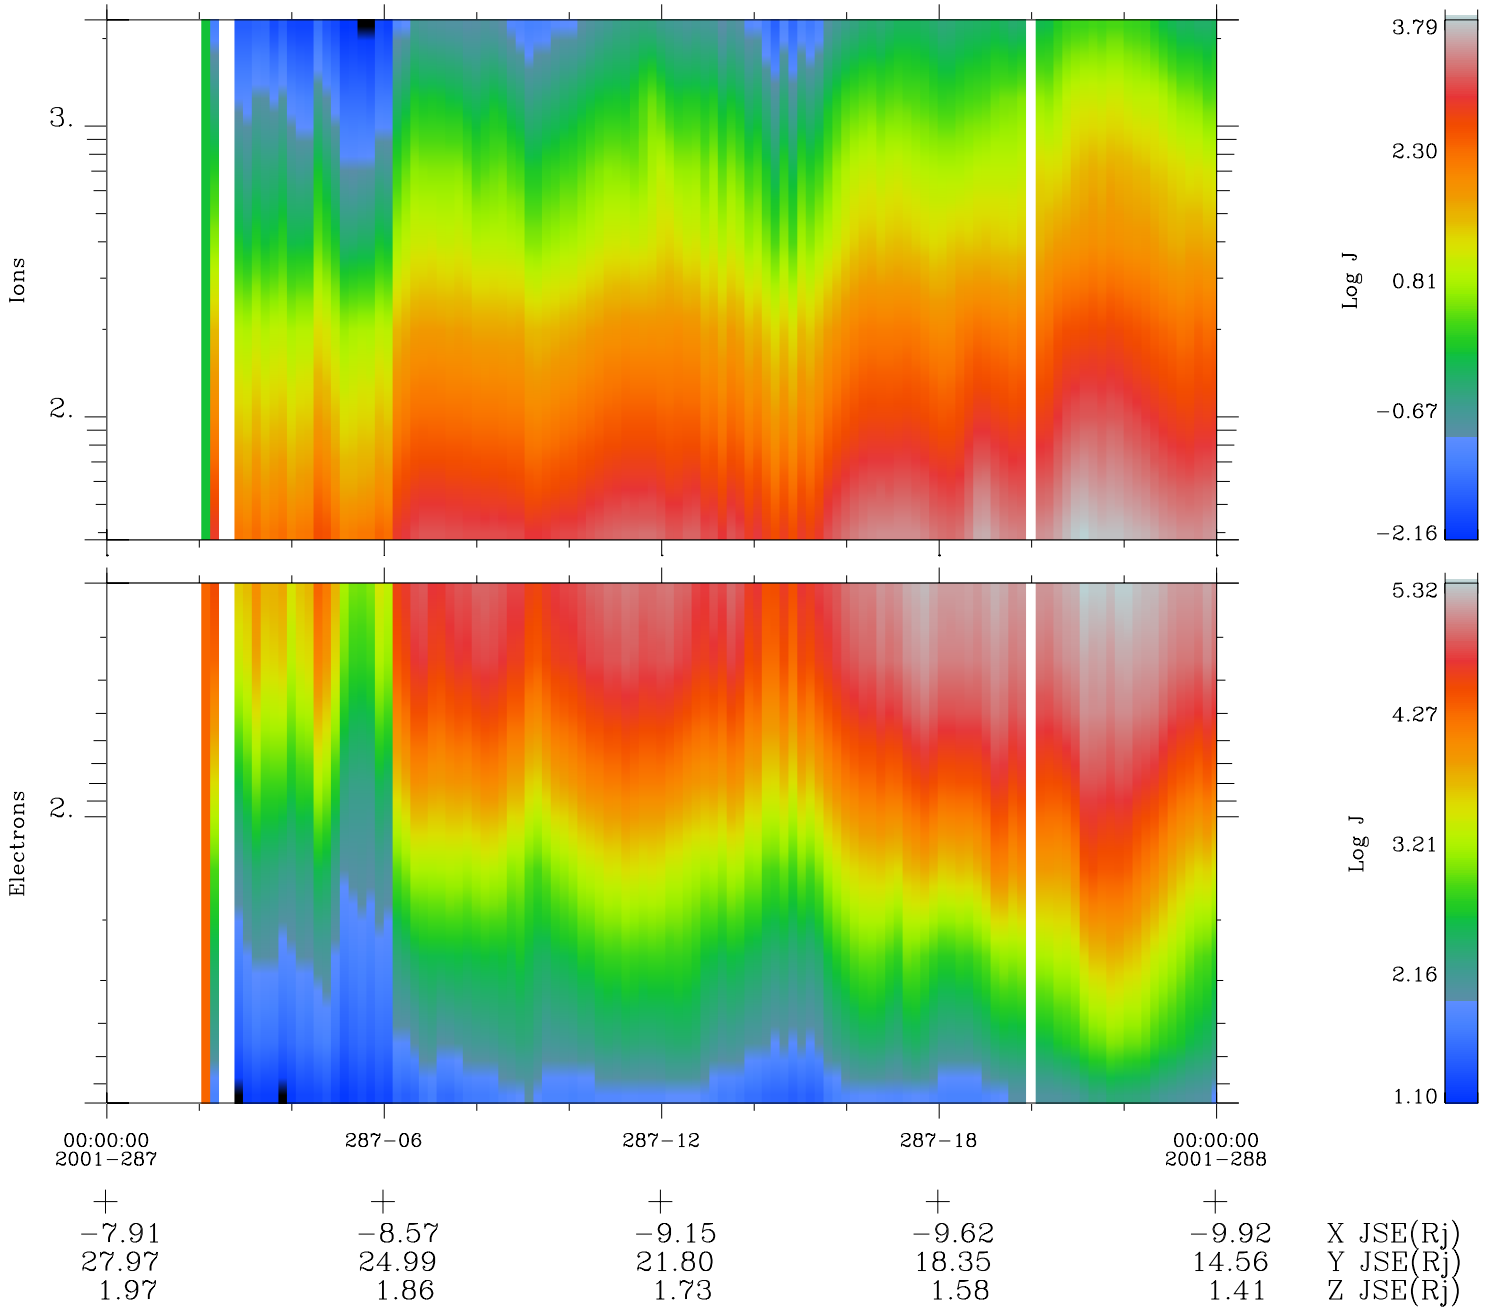 3.
2.
Ions
3.79
2.30
0.81
−0.67
−2.16
Log J
2.
Electrons
5.32
4.27
3.21
2.16
1.10
Log J
00:00:00 287−06 287−12 287−18 00:00:00
2001−287 2001−288
−7.91 −8.57 −9.15 −9.62 −9.92 X JSE(Rj)
27.97 24.99 21.80 18.35 14.56 Y JSE(Rj)
1.97 1.86 1.73 1.58 1.41 Z JSE(Rj)